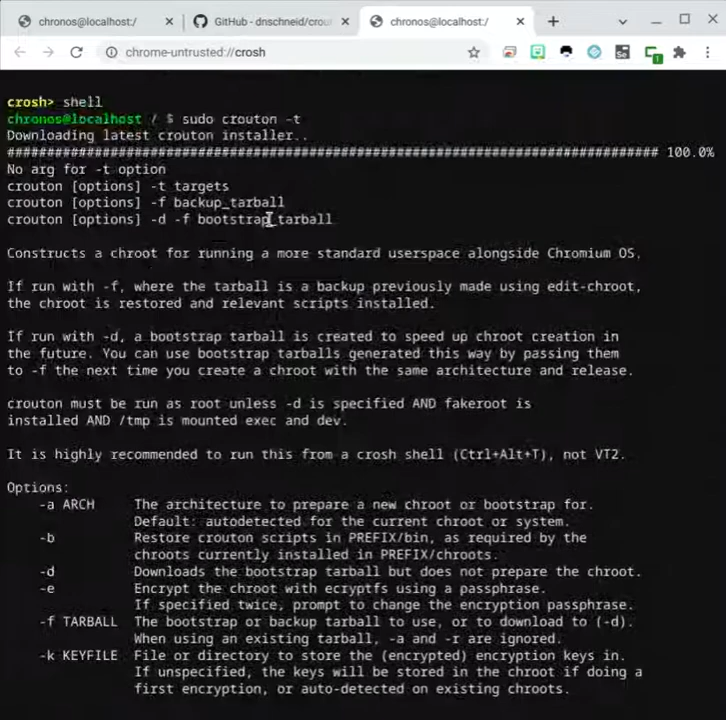 chronos@localhost:/
GitHub - dnschneid/crou
chronos@localhost:/
chrome-untrusted://crosh
crosh> shell
chronos@localhost / $ sudo crouton -t
Downloading latest crouton installer..
######################################################################## 100.0%
No arg for -t option
crouton [options] -t targets
crouton [options] -f backup_tarball
crouton [options] -d -f bootstrap_tarball
Constructs a chroot for running a more standard userspace alongside Chromium OS.
If run with -f, where the tarball is a backup previously made using edit-chroot,
the chroot is restored and relevant scripts installed.
If run with -d, a bootstrap tarball is created to speed up chroot creation in
the future. You can use bootstrap tarballs generated this way by passing them
to -f the next time you create a chroot with the same architecture and release.
crouton must be run as root unless -d is specified AND fakeroot is
installed AND /tmp is mounted exec and dev.
It is highly recommended to run this from a crosh shell (Ctrl+Alt+T), not VT2.
Options:
-a ARCH The architecture to prepare a new chroot or bootstrap for.
Default: autodetected for the current chroot or system.
-b Restore crouton scripts in PREFIX/bin, as required by the
chroots currently installed in PREFIX/chroots.
-d Downloads the bootstrap tarball but does not prepare the chroot.
-e Encrypt the chroot with ecryptfs using a passphrase.
If specified twice, prompt to change the encryption passphrase.
-f TARBALL The bootstrap or backup tarball to use, or to download to (-d).
When using an existing tarball, -a and -r are ignored.
-k KEYFILE File or directory to store the (encrypted) encryption keys in.
If unspecified, the keys will be stored in the chroot if doing a
first encryption, or auto-detected on existing chroots.